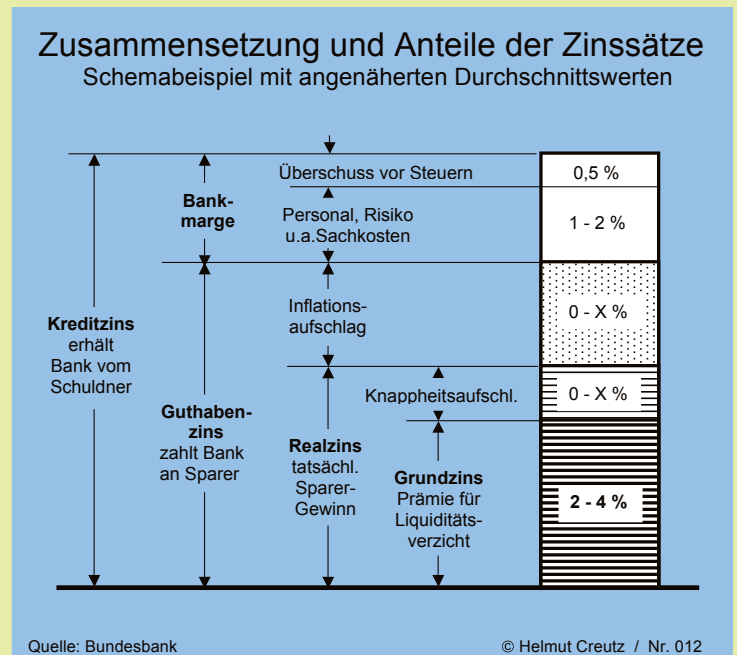 Zusammensetzung und Anteile der Zinssätze
Schemabeispiel mit angenäherten Durchschnittswerten
Überschuss vor Steuern
0,5 %
Bank-
marge
Personal, Risiko
u.a.Sachkosten
1 - 2 %
Kreditzins
erhält
Bank vom
Schuldner
Inflations-
aufschlag
0 - X %
Guthaben-
zins
zahlt Bank
an Sparer
Knappheitsaufschl.
0 - X %
Realzins
tatsächl.
Sparer-
Gewinn
Grundzins
Prämie für
Liquiditäts-
verzicht
2 - 4 %
Quelle: Bundesbank
© Helmut Creutz / Nr. 012